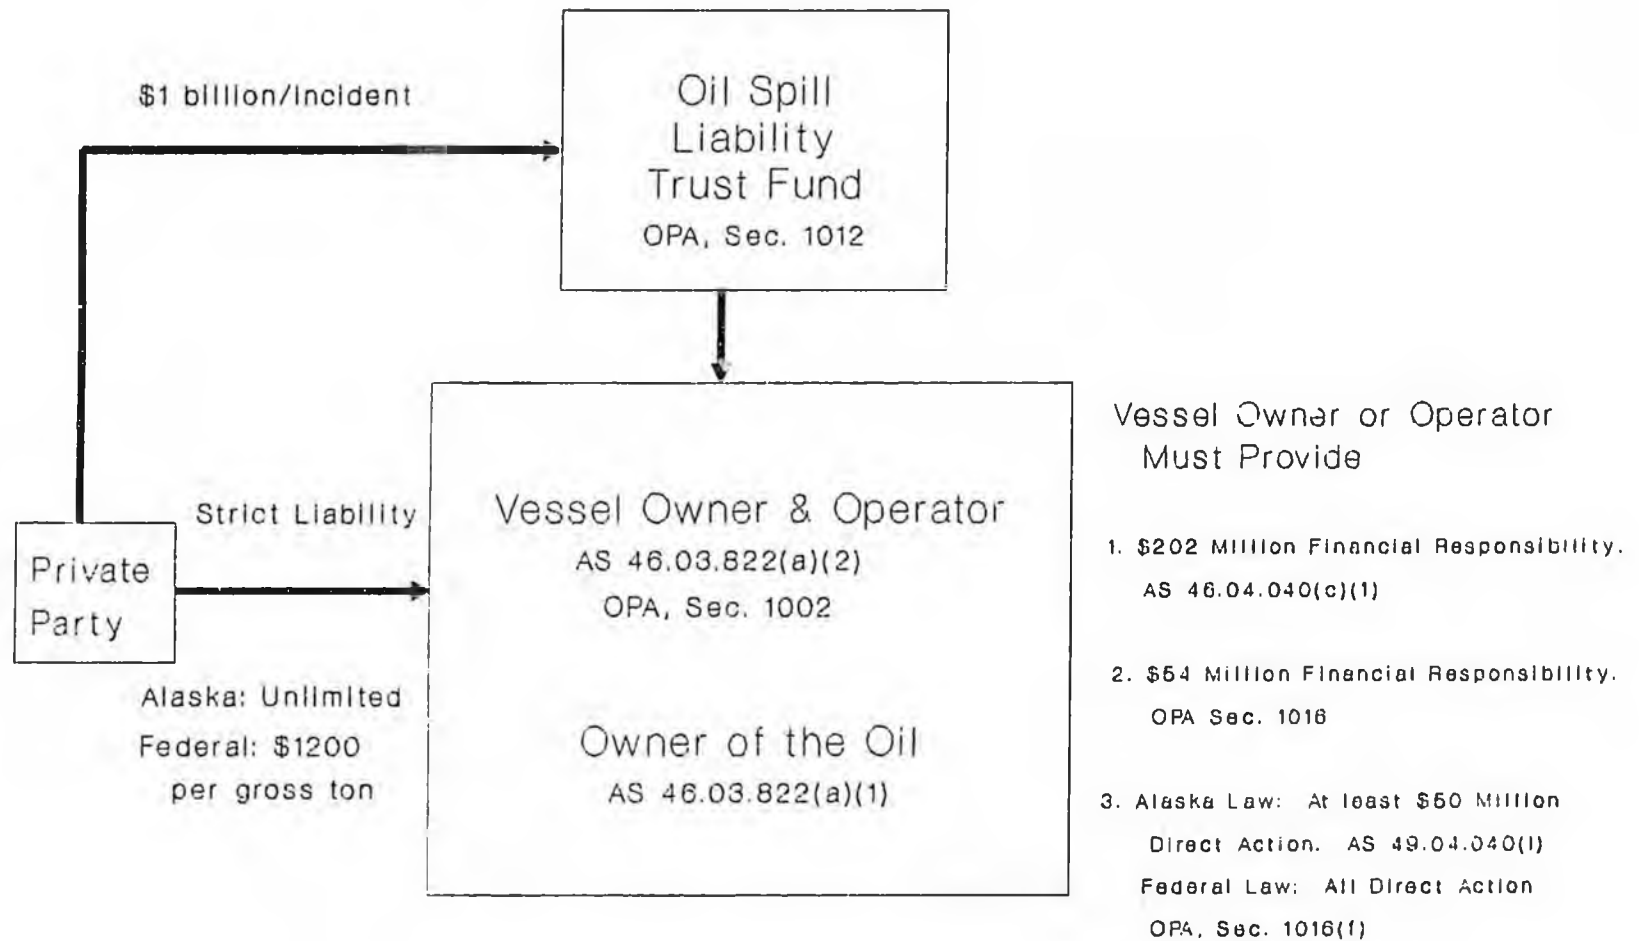 $1 billion/Incident
Oil Spill
Liability
Trust Fund
OPA, Sec. 1012
Strict Liability
Private
Party
Alaska: Unlimited
Federal: $1200
per gross ton
Vessel Owner & Operator
AS 46.03.822(a)(2)
OPA, Sec. 1002
Owner of the Oil
AS 46.03.822(a)(1)
Vessel Owner or Operator
Must Provide
1. $202 Million Financial Responsibility.
AS 46.04.040(c)(1)
2. $54 Million Financial Responsibility.
OPA Sec. 1016
3. Alaska Law: At least $50 Million
Direct Action. AS 49.04.040(l)
Federal Law: All Direct Action
OPA, Sec. 1016(f)